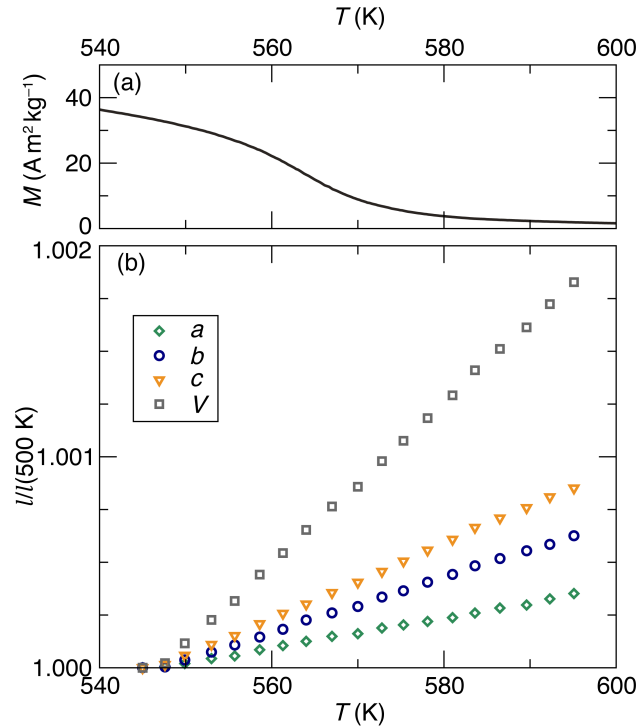 T (K)
540 560 580 600
(a)
40
20
0
M (A m² kg⁻¹)
(b)
1.002
1.001
1.000
l/l(500 K)
a
b
c
V
540 560 580 600
T (K)